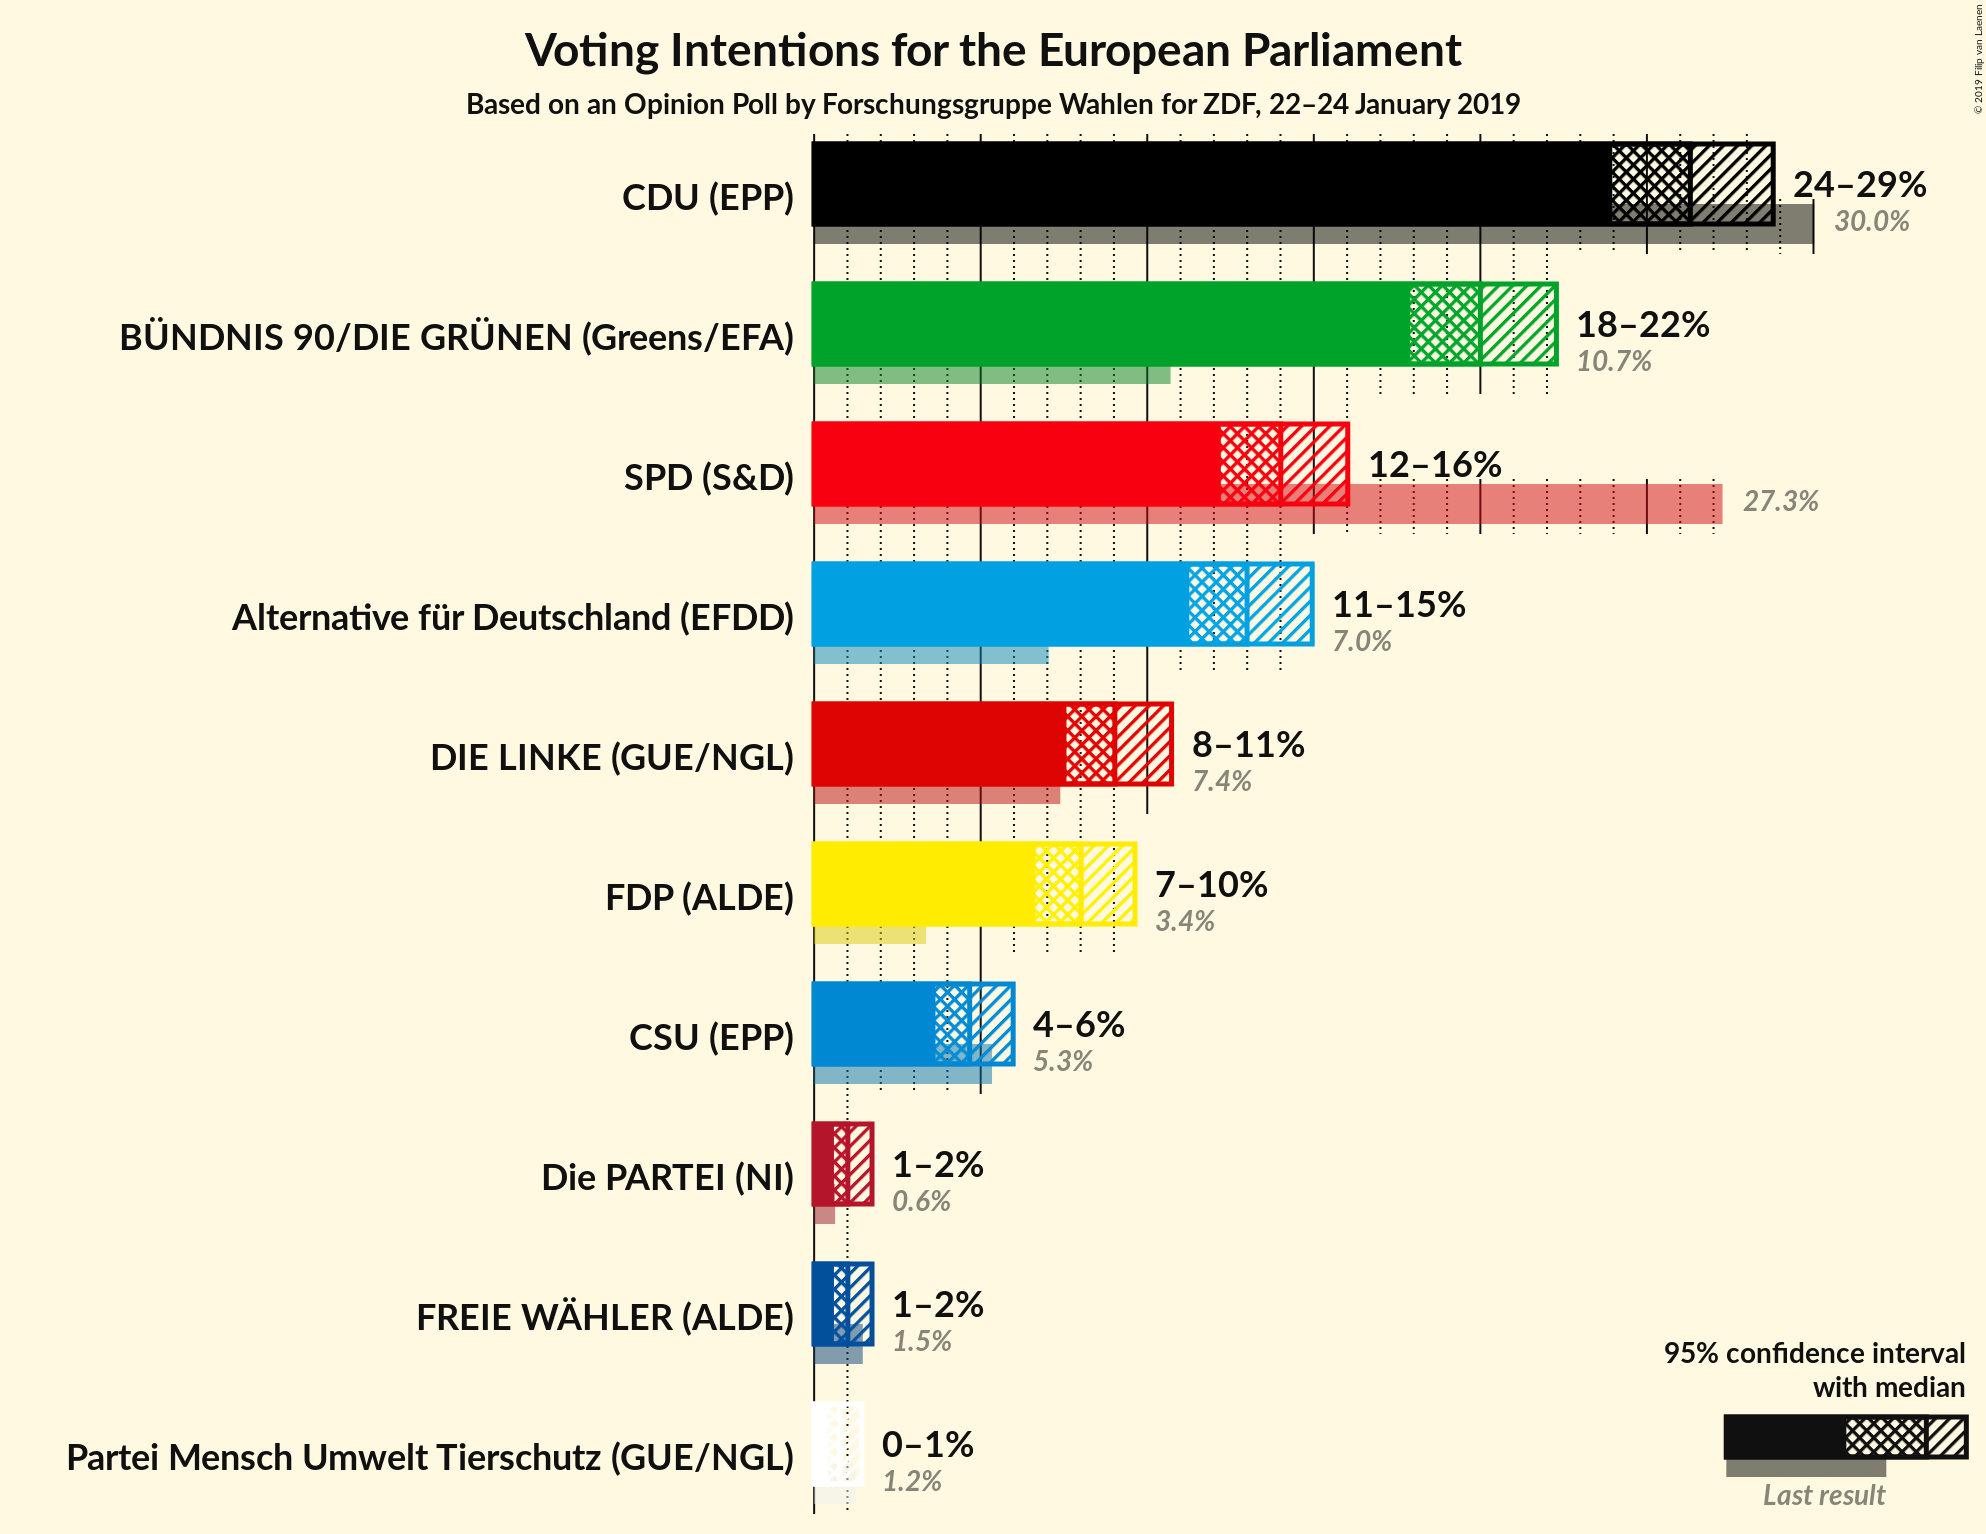 Voting Intentions for the European Parliament
Based on an Opinion Poll by Forschungsgruppe Wahlen for ZDF, 22–24 January 2019
© 2019 Filip van Laenen
CDU (EPP)
24–29%
30.0%
BÜNDNIS 90/DIE GRÜNEN (Greens/EFA)
18–22%
10.7%
SPD (S&D)
12–16%
27.3%
Alternative für Deutschland (EFDD)
11–15%
7.0%
DIE LINKE (GUE/NGL)
8–11%
7.4%
FDP (ALDE)
7–10%
3.4%
CSU (EPP)
4–6%
5.3%
Die PARTEI (NI)
1–2%
0.6%
FREIE WÄHLER (ALDE)
1–2%
1.5%
Partei Mensch Umwelt Tierschutz (GUE/NGL)
0–1%
1.2%
95% confidence interval
with median
Last result